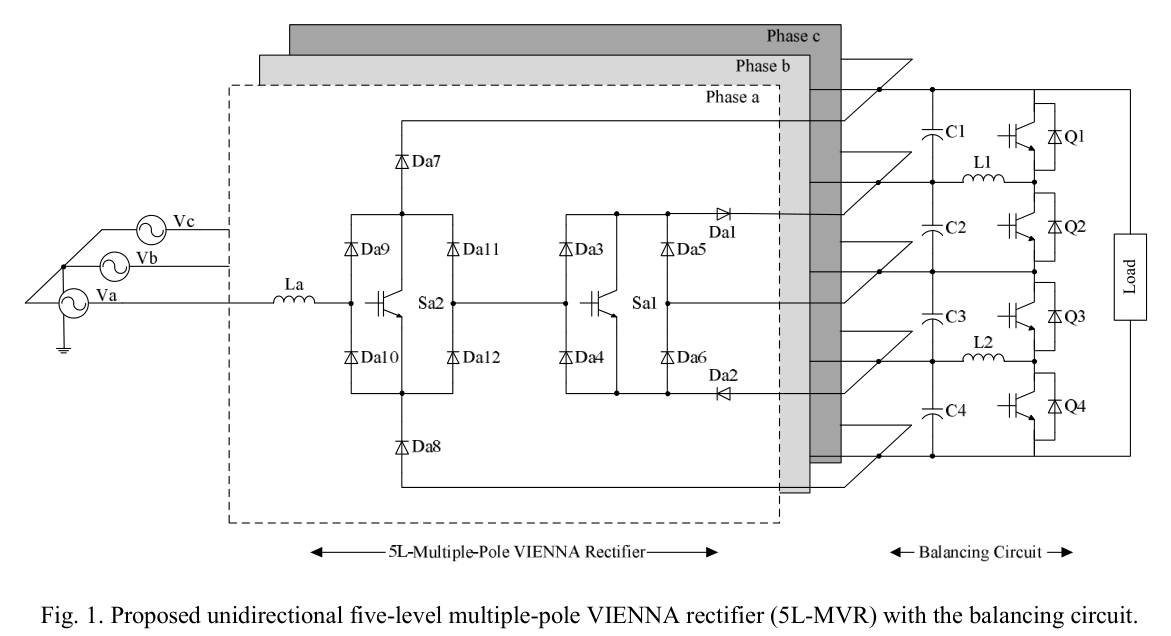 Phase c
Phase b
Phase a
C1
Q1
Da7
L1
Vc
Da1
Da9
Da11
Da3
Da5
C2
Q2
Vb
La
Va
Sa2
Sa1
Load
C3
Q3
L2
Da10
Da12
Da4
Da6
Da2
C4
Q4
Da8
5L-Multiple-Pole VIENNA Rectifier
Balancing Circuit
Fig. 1. Proposed unidirectional five-level multiple-pole VIENNA rectifier (5L-MVR) with the balancing circuit.